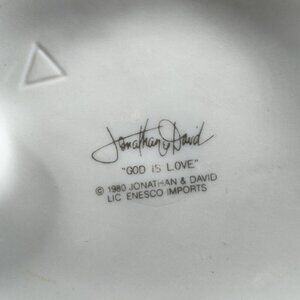 Jonathan & David
"GOD IS LOVE"
© 1980 JONATHAN & DAVID
LIC ENESCO IMPORTS